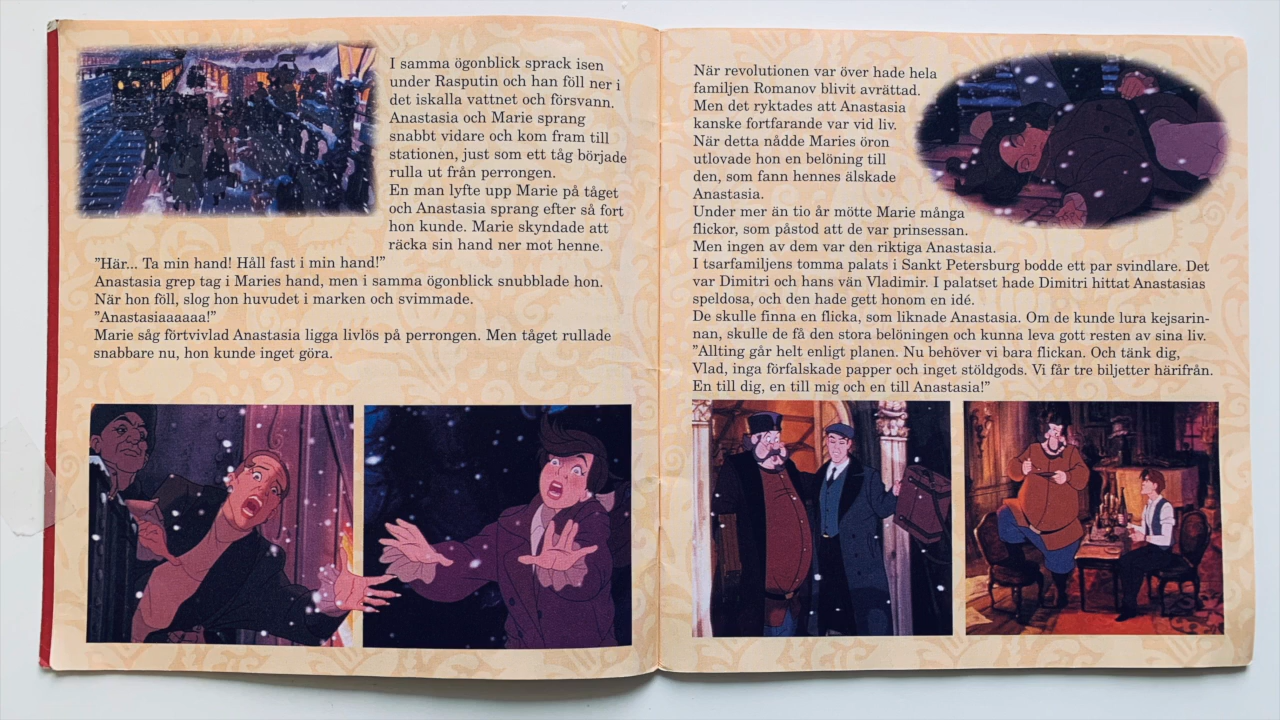 I samma ögonblick sprack isen
under Rasputin och han föll ner i
det iskalla vattnet och försvann.
Anastasia och Marie sprang
snabbt vidare och kom fram till
stationen, just som ett tåg började
rulla ut från perrongen.
En man lyfte upp Marie på tåget
och Anastasia sprang efter så fort
hon kunde. Marie skyndade att
räcka sin hand ner mot henne.
”Här... Ta min hand! Håll fast i min hand!”
Anastasia grep tag i Maries hand, men i samma ögonblick snubblade hon.
När hon föll, slog hon huvudet i marken och svimmade.
”Anastasiaaaaa!”
Marie såg förtvivlad Anastasia ligga livlös på perrongen. Men tåget rullade
snabbare nu, hon kunde inget göra.
När revolutionen var över hade hela
familjen Romanov blivit avrättad.
Men det ryktades att Anastasia
kanske fortfarande var vid liv.
När detta nådde Maries öron
utlovade hon en belöning till
den, som fann hennes älskade
Anastasia.
Under mer än tio år mötte Marie många
flickor, som påstod att de var prinsessan.
Men ingen av dem var den riktiga Anastasia.
I tsarfamiljens tomma palats i Sankt Petersburg bodde ett par svindlare. Det
var Dimitri och hans vän Vladimir. I palatset hade Dimitri hittat Anastasias
speldosa, och den hade gett honom en idé.
De skulle finna en flicka, som liknade Anastasia. Om de kunde lura kejsarin-
nan, skulle de få den stora belöningen och kunna leva gott resten av sina liv.
”Allting går helt enligt planen. Nu behöver vi bara flickan. Och tänk dig,
Vlad, inga förfalskade papper och inget stöldgods. Vi får tre biljetter härifrån.
En till dig, en till mig och en till Anastasia!”